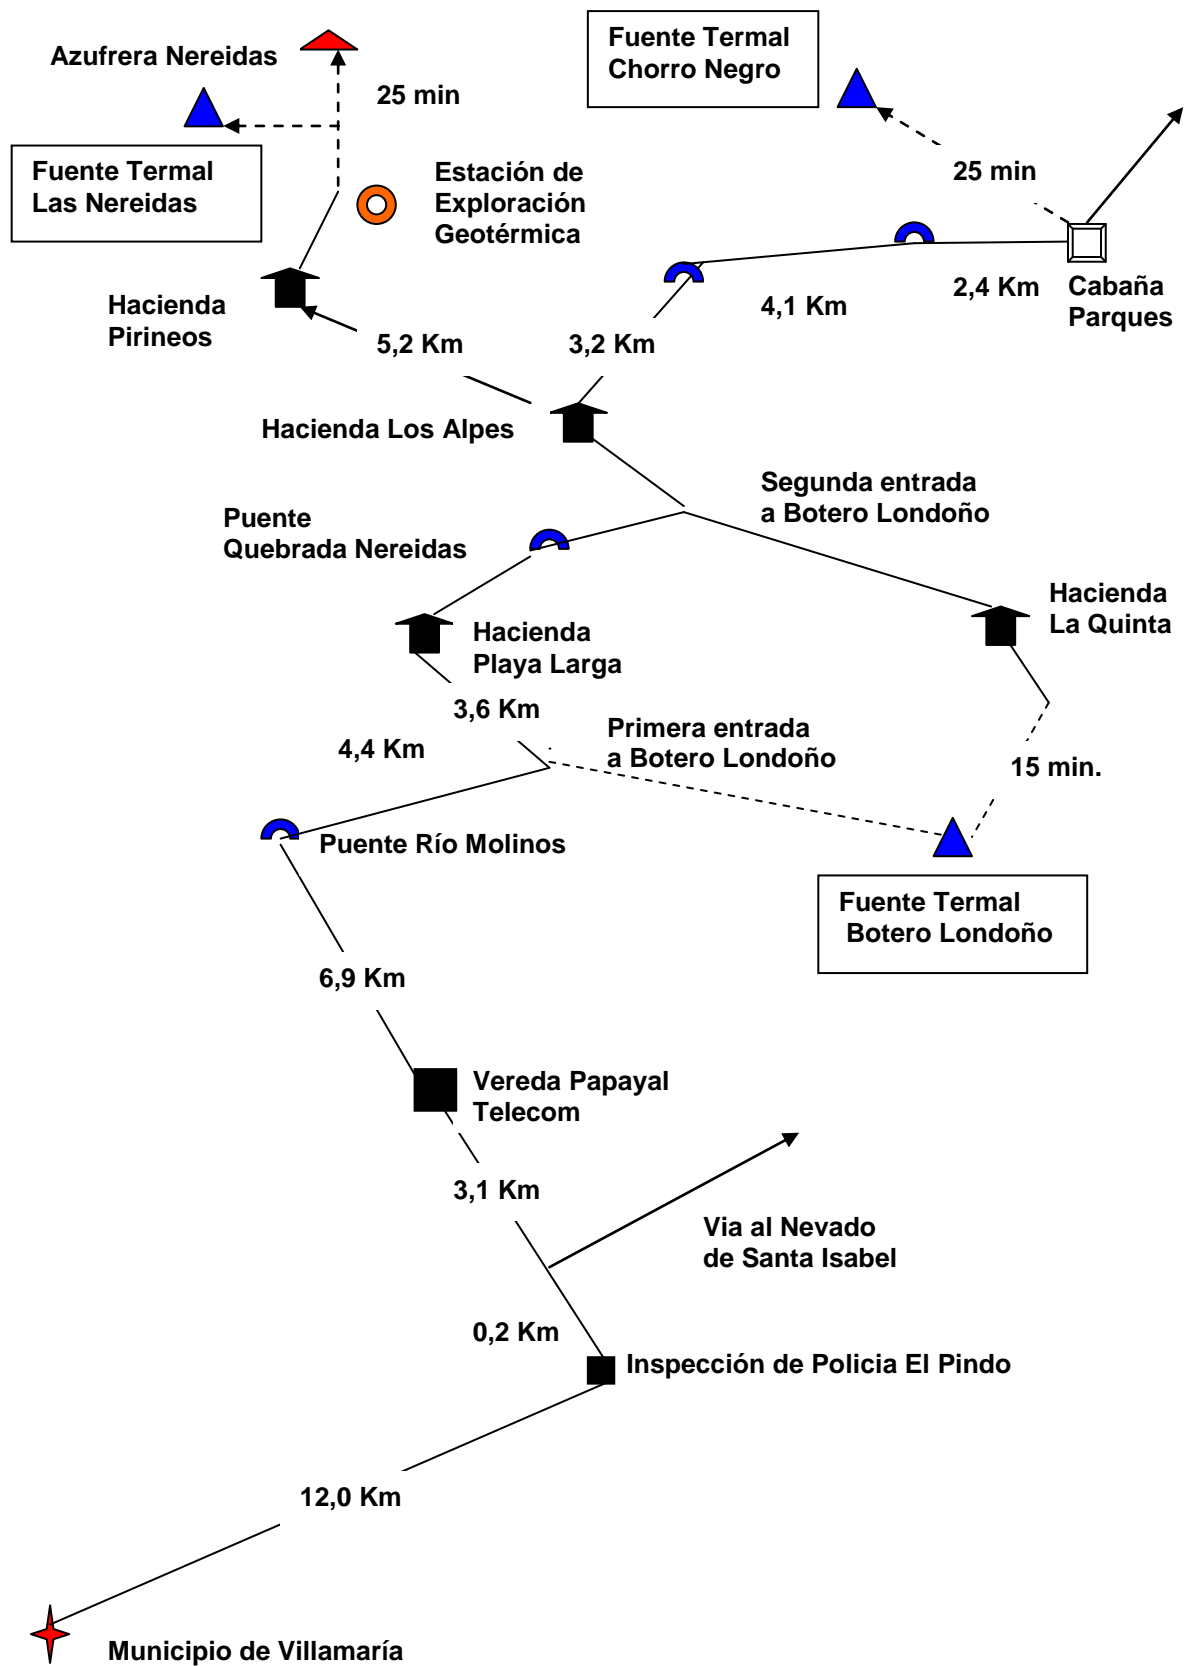 Azufrera Nereidas
25 min
Fuente Termal
Chorro Negro
Fuente Termal
Las Nereidas
Estación de
Exploración
Geotérmica
25 min
Hacienda
Pirineos
5,2 Km
3,2 Km
4,1 Km
2,4 Km
Cabaña
Parques
Hacienda Los Alpes
Segunda entrada
a Botero Londoño
Puente
Quebrada Nereidas
Hacienda
La Quinta
Hacienda
Playa Larga
3,6 Km
4,4 Km
Primera entrada
a Botero Londoño
15 min.
Puente Río Molinos
Fuente Termal
Botero Londoño
6,9 Km
Vereda Papayal
Telecom
3,1 Km
Via al Nevado
de Santa Isabel
0,2 Km
Inspección de Policia El Pindo
12,0 Km
Municipio de Villamaría